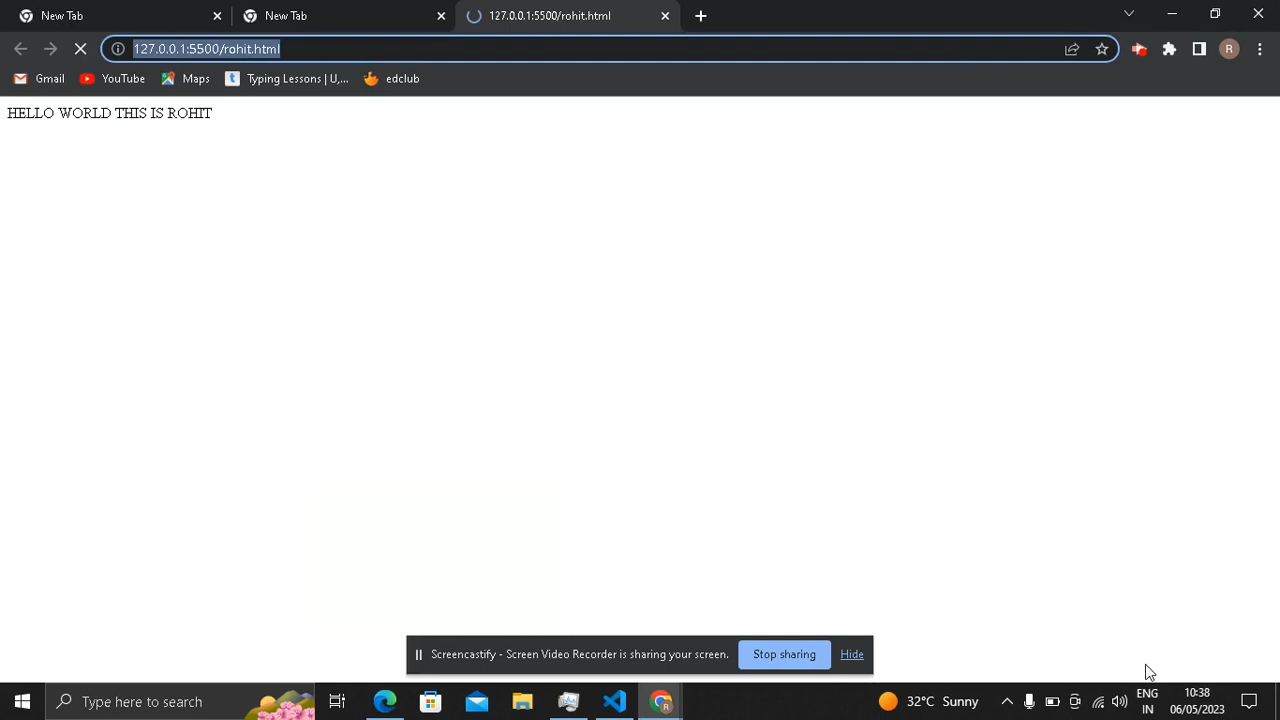 New Tab
New Tab
127.0.0.1:5500/rohit.html
127.0.0.1:5500/rohit.html
R
Gmail
YouTube
Maps
t
Typing Lessons | U,...
edclub
HELLO WORLD THIS IS ROHIT
Screencastify - Screen Video Recorder is sharing your screen.
Stop sharing
Hide
Type here to search
R
32°C Sunny
ENG
IN
10:38
06/05/2023